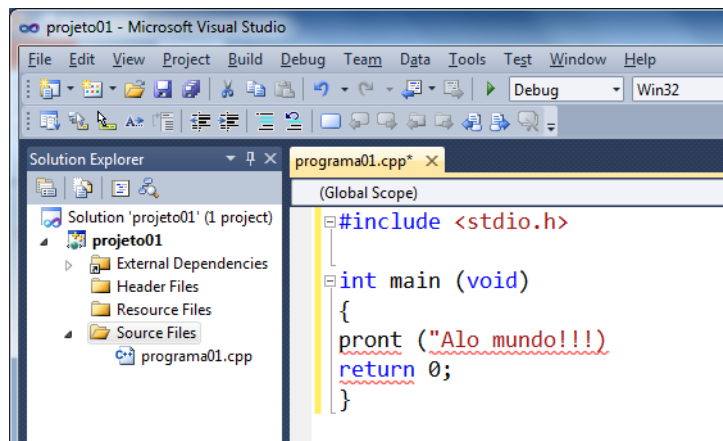 projeto01 - Microsoft Visual Studio
File Edit View Project Build Debug Team Data Tools Test Window Help
Debug Win32
Solution Explorer
Solution 'projeto01' (1 project)
projeto01
External Dependencies
Header Files
Resource Files
Source Files
programa01.cpp
programa01.cpp*
(Global Scope)
#include <stdio.h>
int main (void)
{
pront ("Alo mundo!!!)
return 0;
}